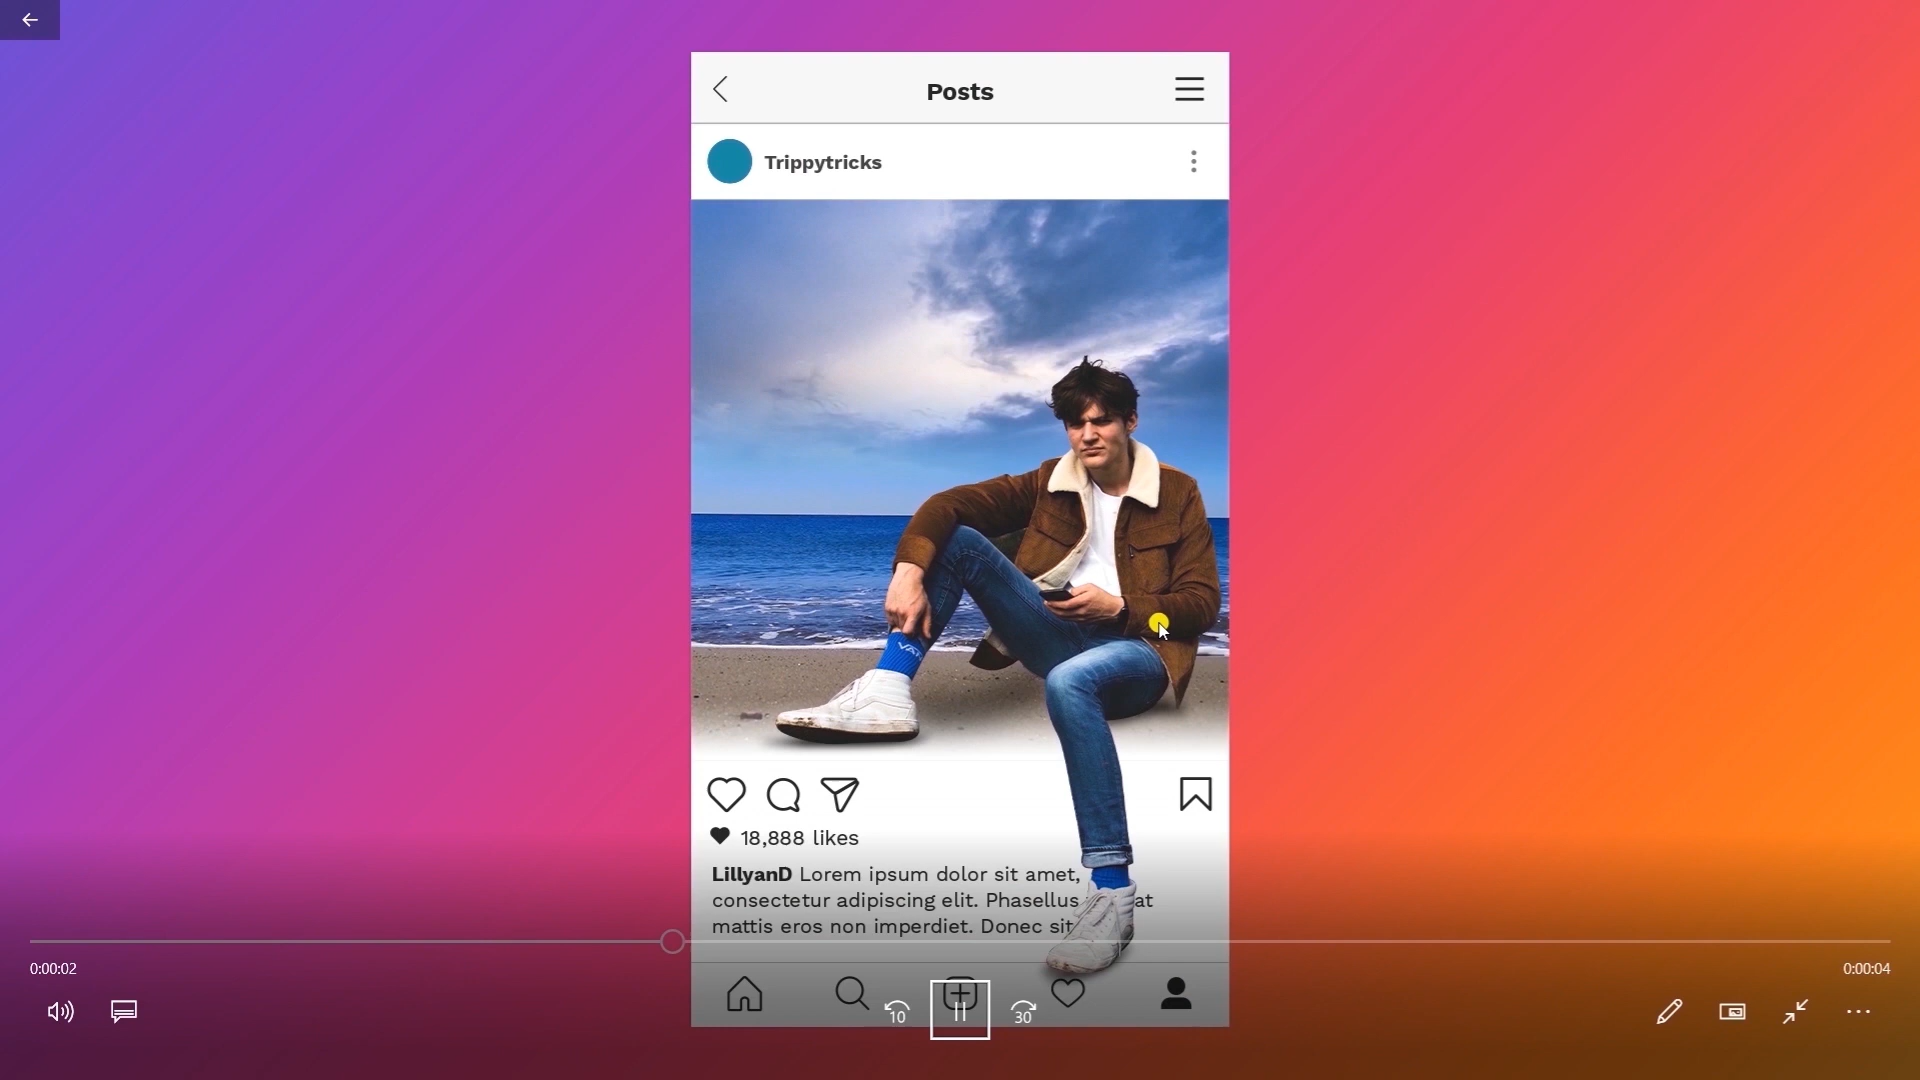 Posts
Trippytricks
VAN
18,888 likes
LillyanD Lorem ipsum dolor sit amet,
consectetur adipiscing elit. Phasellus at
mattis eros non imperdiet. Donec sit
0:00:02
0:00:04
10
30